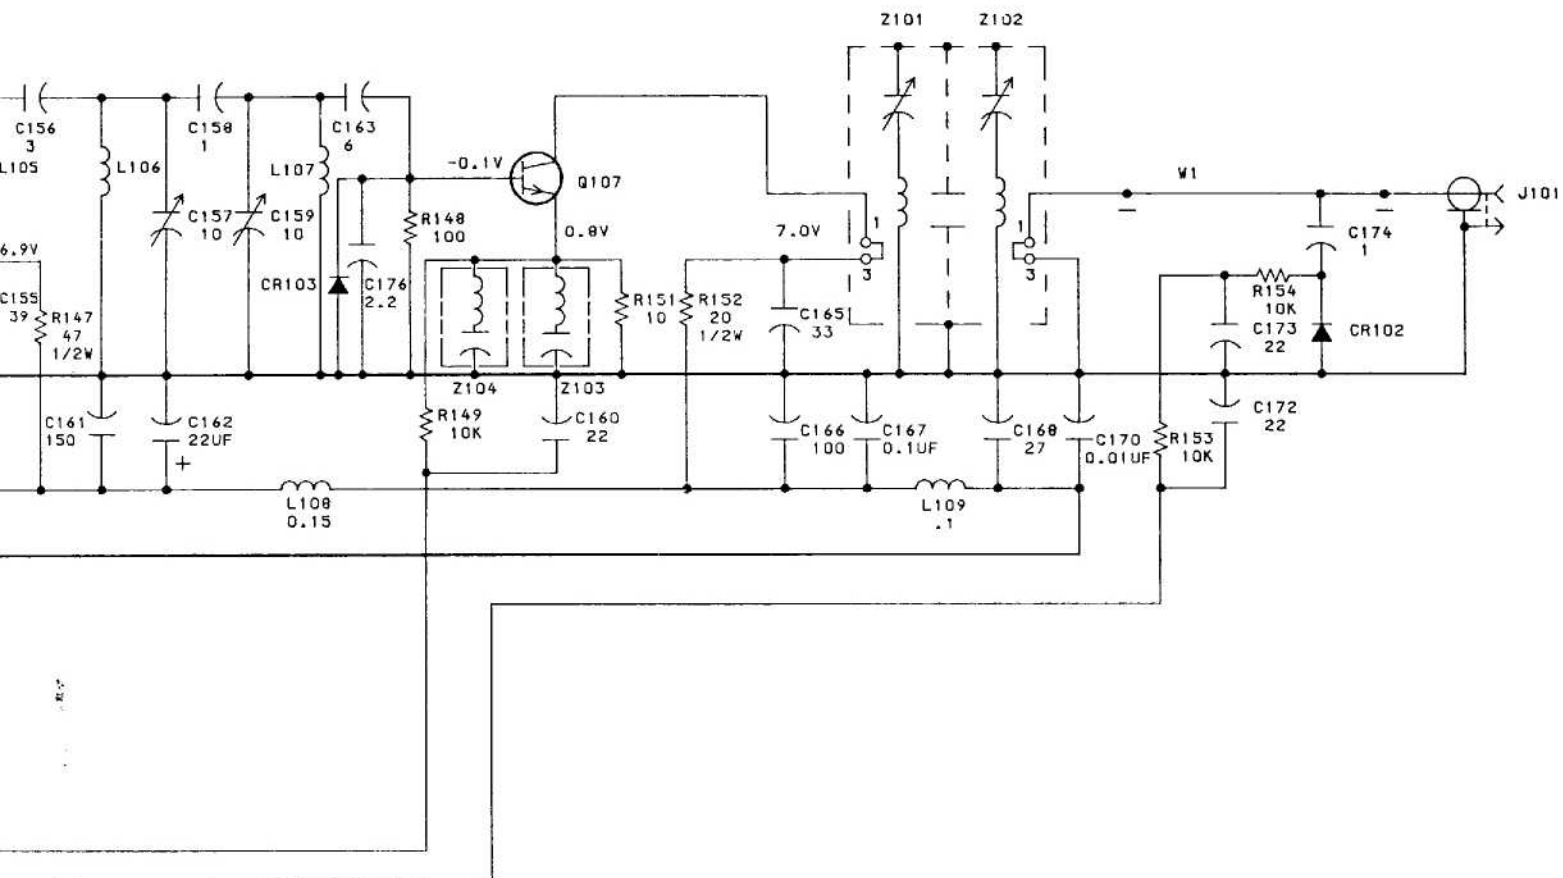 Z101
Z102
C156
3
L105
L106
C158
1
C157
10
L107
C159
10
C163
6
-0.1V
Q107
R148
100
0.8V
CR103
C176
2.2
6.9V
C155
39
R147
47
1/2W
R151
10
R152
20
1/2W
7.0V
1
3
C165
33
1
3
W1
J101
C174
1
R154
10K
C173
22
CR102
Z104
Z103
C161
150
C162
22UF
+
R149
10K
C160
22
C166
100
C167
0.1UF
C168
27
C170
0.01UF
R153
10K
C172
22
L108
0.15
L109
.1